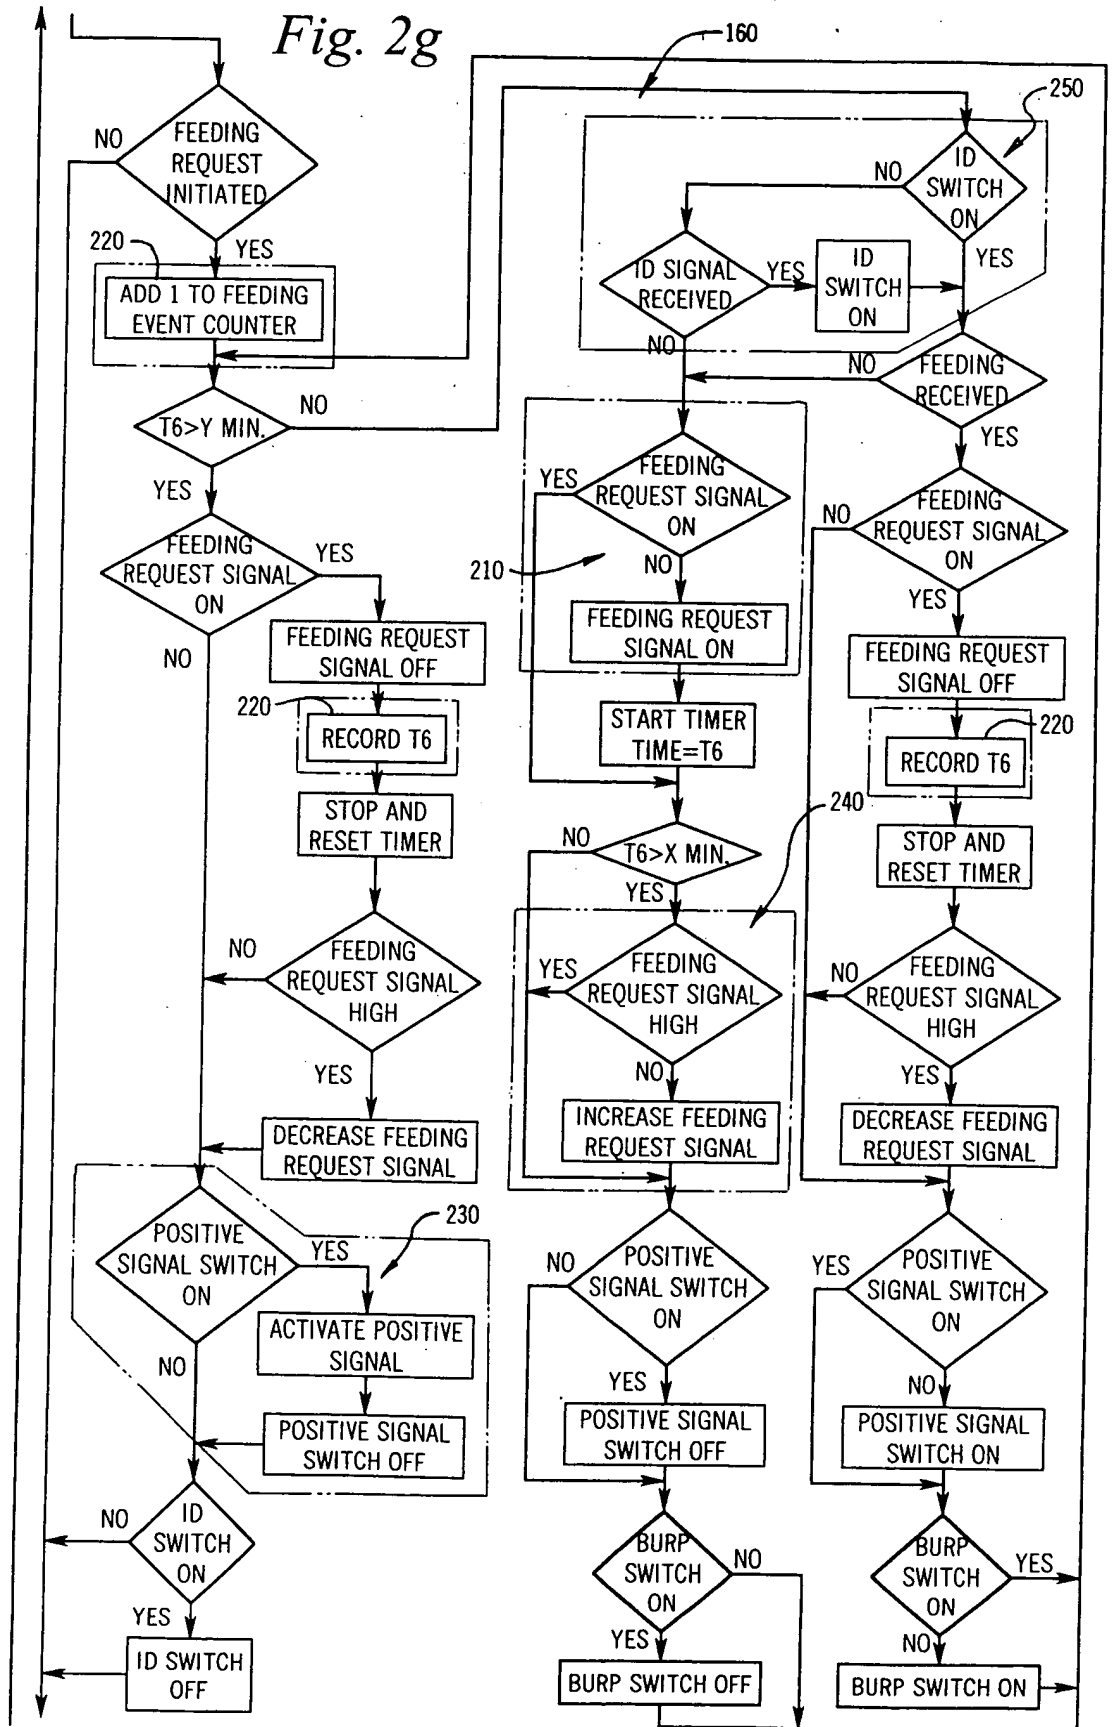 Fig. 2g
160
250
NO
FEEDING
REQUEST
INITIATED
YES
220
ADD 1 TO FEEDING
EVENT COUNTER
T6>Y MIN.
NO
YES
FEEDING
REQUEST SIGNAL
ON
YES
NO
FEEDING REQUEST
SIGNAL OFF
220
RECORD T6
STOP AND
RESET TIMER
NO
FEEDING
REQUEST SIGNAL
HIGH
YES
DECREASE FEEDING
REQUEST SIGNAL
230
POSITIVE
SIGNAL SWITCH
ON
YES
NO
ACTIVATE POSITIVE
SIGNAL
POSITIVE SIGNAL
SWITCH OFF
NO
ID
SWITCH
ON
YES
ID SWITCH
OFF
NO
ID
SWITCH
ON
YES
ID SIGNAL
RECEIVED
YES
ID
SWITCH
ON
NO
NO
FEEDING
RECEIVED
YES
YES
FEEDING
REQUEST SIGNAL
ON
210
NO
FEEDING REQUEST
SIGNAL ON
START TIMER
TIME=T6
NO
T6>X MIN.
YES
240
YES
FEEDING
REQUEST SIGNAL
HIGH
NO
INCREASE FEEDING
REQUEST SIGNAL
NO
POSITIVE
SIGNAL SWITCH
ON
YES
POSITIVE SIGNAL
SWITCH OFF
BURP
SWITCH
ON
NO
YES
BURP SWITCH OFF
NO
FEEDING
REQUEST SIGNAL
ON
YES
FEEDING REQUEST
SIGNAL OFF
220
RECORD T6
STOP AND
RESET TIMER
NO
FEEDING
REQUEST SIGNAL
HIGH
YES
DECREASE FEEDING
REQUEST SIGNAL
YES
POSITIVE
SIGNAL SWITCH
ON
NO
POSITIVE SIGNAL
SWITCH ON
BURP
SWITCH
ON
YES
NO
BURP SWITCH ON